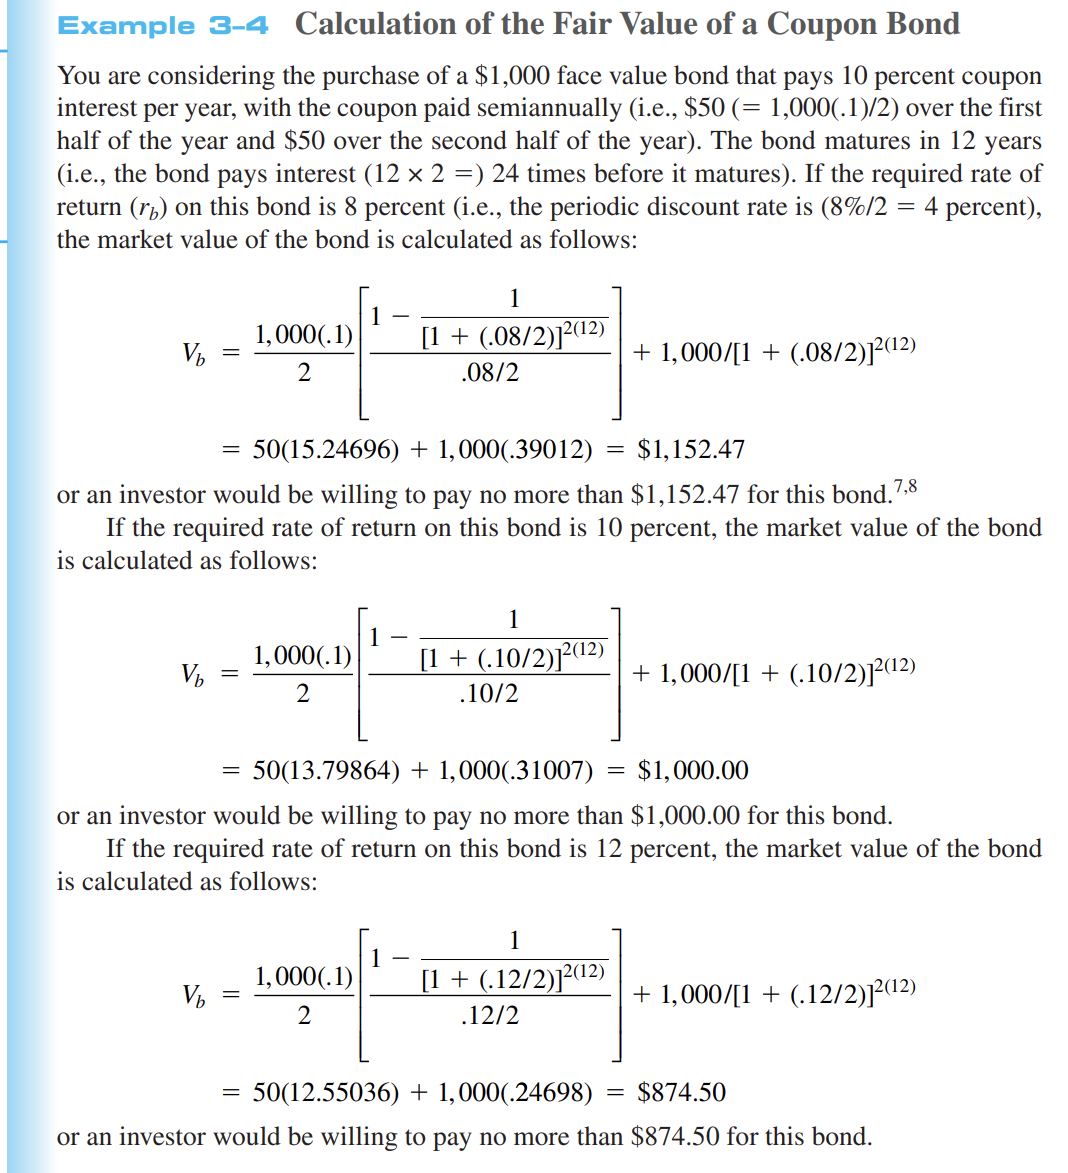 Example 3–4 Calculation of the Fair Value of a Coupon Bond
You are considering the purchase of a $1,000 face value bond that pays 10 percent coupon
interest per year, with the coupon paid semiannually (i.e., $50 (= 1,000(.1)/2) over the first
half of the year and $50 over the second half of the year). The bond matures in 12 years
(i.e., the bond pays interest (12 × 2 =) 24 times before it matures). If the required rate of
return (r_b) on this bond is 8 percent (i.e., the periodic discount rate is (8%/2 = 4 percent),
the market value of the bond is calculated as follows:
V_b = 1,000(.1)/2 [ (1 − 1/[1 + (.08/2)]^2(12)) / .08/2 ] + 1,000/[1 + (.08/2)]^2(12)
= 50(15.24696) + 1,000(.39012) = $1,152.47
or an investor would be willing to pay no more than $1,152.47 for this bond.7,8
If the required rate of return on this bond is 10 percent, the market value of the bond
is calculated as follows:
V_b = 1,000(.1)/2 [ (1 − 1/[1 + (.10/2)]^2(12)) / .10/2 ] + 1,000/[1 + (.10/2)]^2(12)
= 50(13.79864) + 1,000(.31007) = $1,000.00
or an investor would be willing to pay no more than $1,000.00 for this bond.
If the required rate of return on this bond is 12 percent, the market value of the bond
is calculated as follows:
V_b = 1,000(.1)/2 [ (1 − 1/[1 + (.12/2)]^2(12)) / .12/2 ] + 1,000/[1 + (.12/2)]^2(12)
= 50(12.55036) + 1,000(.24698) = $874.50
or an investor would be willing to pay no more than $874.50 for this bond.